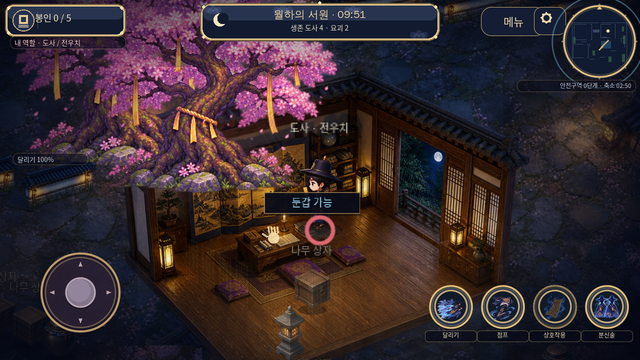 봉인 0 / 5
월하의 서원 · 09:51
생존 도사 4 · 요괴 2
메뉴
내 역할 · 도사 / 전우치
안전구역 0단계 · 축소 02:50
도사 · 전우치
달리기 100%
둔갑 가능
나무 상자
달리기
점프
상호작용
분신술